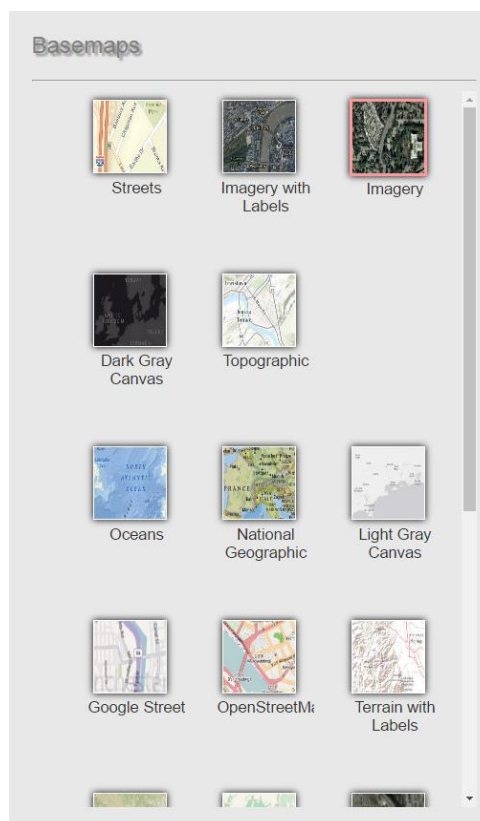 Basemaps
Streets
Imagery with
Labels
Imagery
Dark Gray
Canvas
Topographic
Oceans
National
Geographic
Light Gray
Canvas
FRANCE
Google Street
OpenStreetMa
Terrain with
Labels